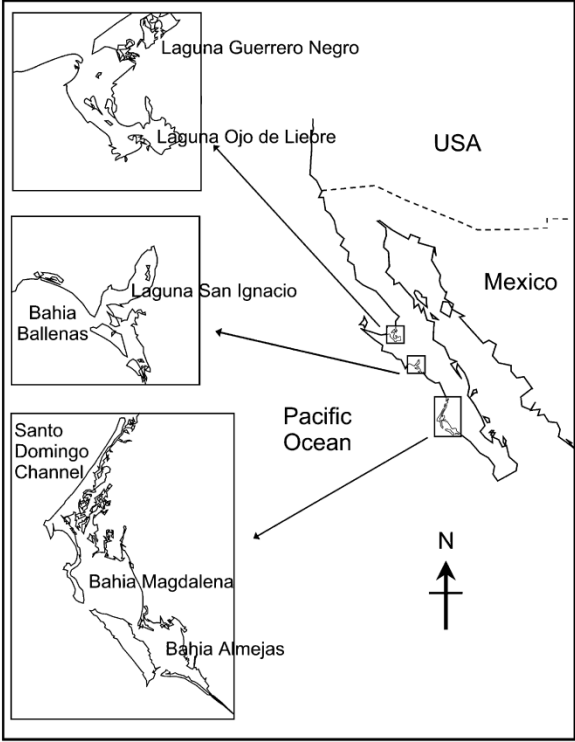 Laguna Guerrero Negro
Laguna Ojo de Liebre
USA
Mexico
Laguna San Ignacio
Bahia
Ballenas
Pacific
Ocean
Santo
Domingo
Channel
Bahia Magdalena
Bahia Almejas
N